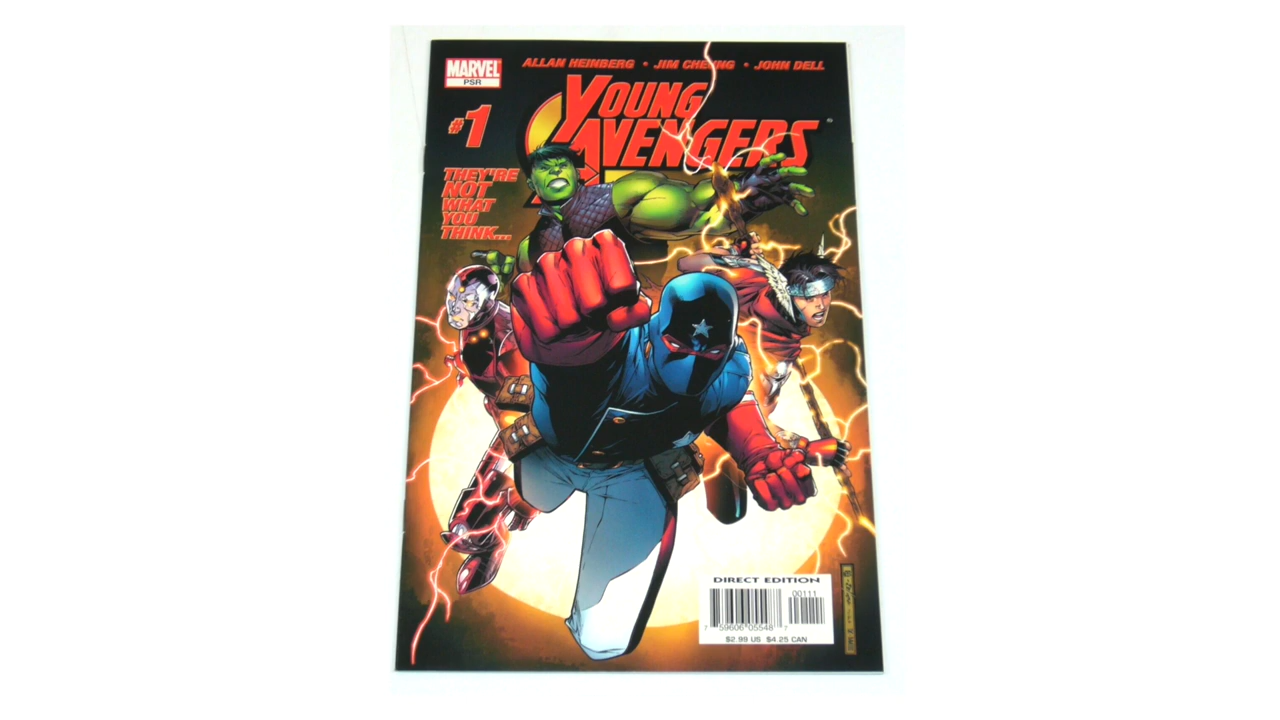 ALLAN HEINBERG • JIM CHEUNG • JOHN DELL
MARVEL
PSR
YOUNG
AVENGERS
#1
THEY'RE
NOT
WHAT
YOU
THINK...
DIRECT EDITION
00111
7 59606 05548 7
$2.99 US $4.25 CAN